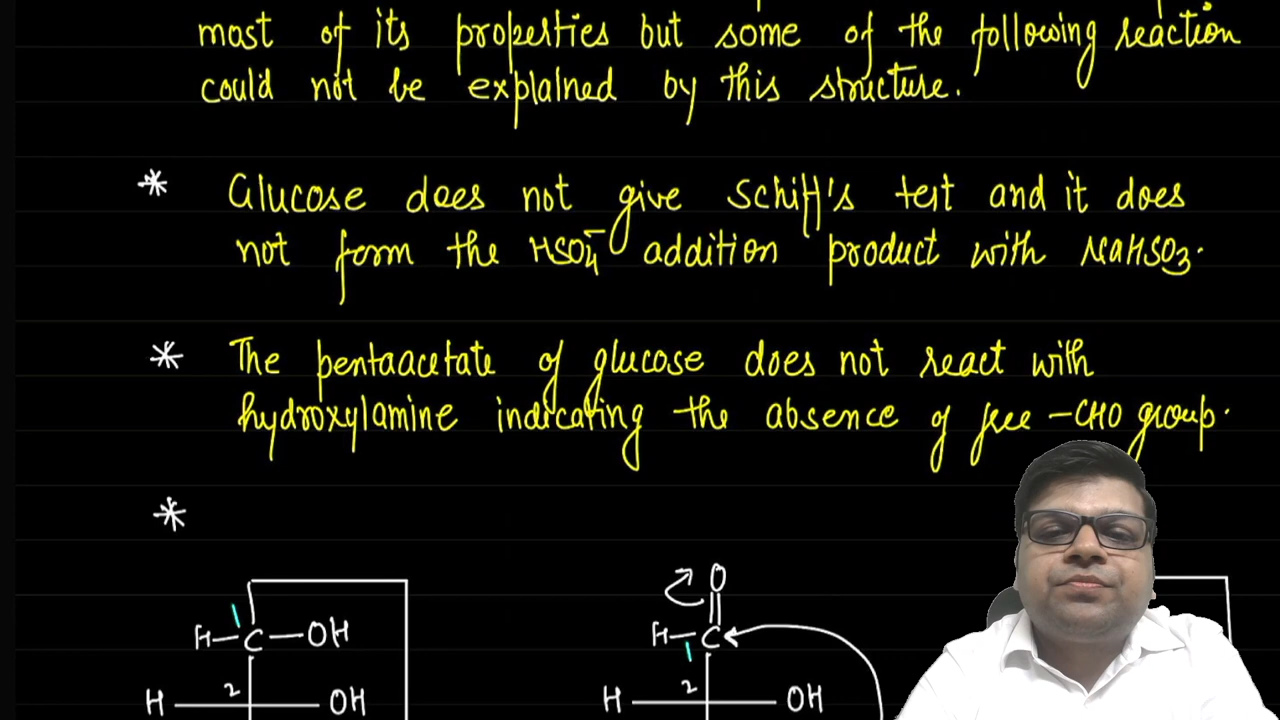 most of its properties but some of the following reaction
could not be explained by this structure.
* Glucose does not give Schiff's test and it does
not form the HSO₄⁻ addition product with NaHSO₃.
* The pentaacetate of glucose does not react with
hydroxylamine indicating the absence of free -CHO group.
*
O
1
H-C-OH
H-C
1
2
H OH
2
H OH